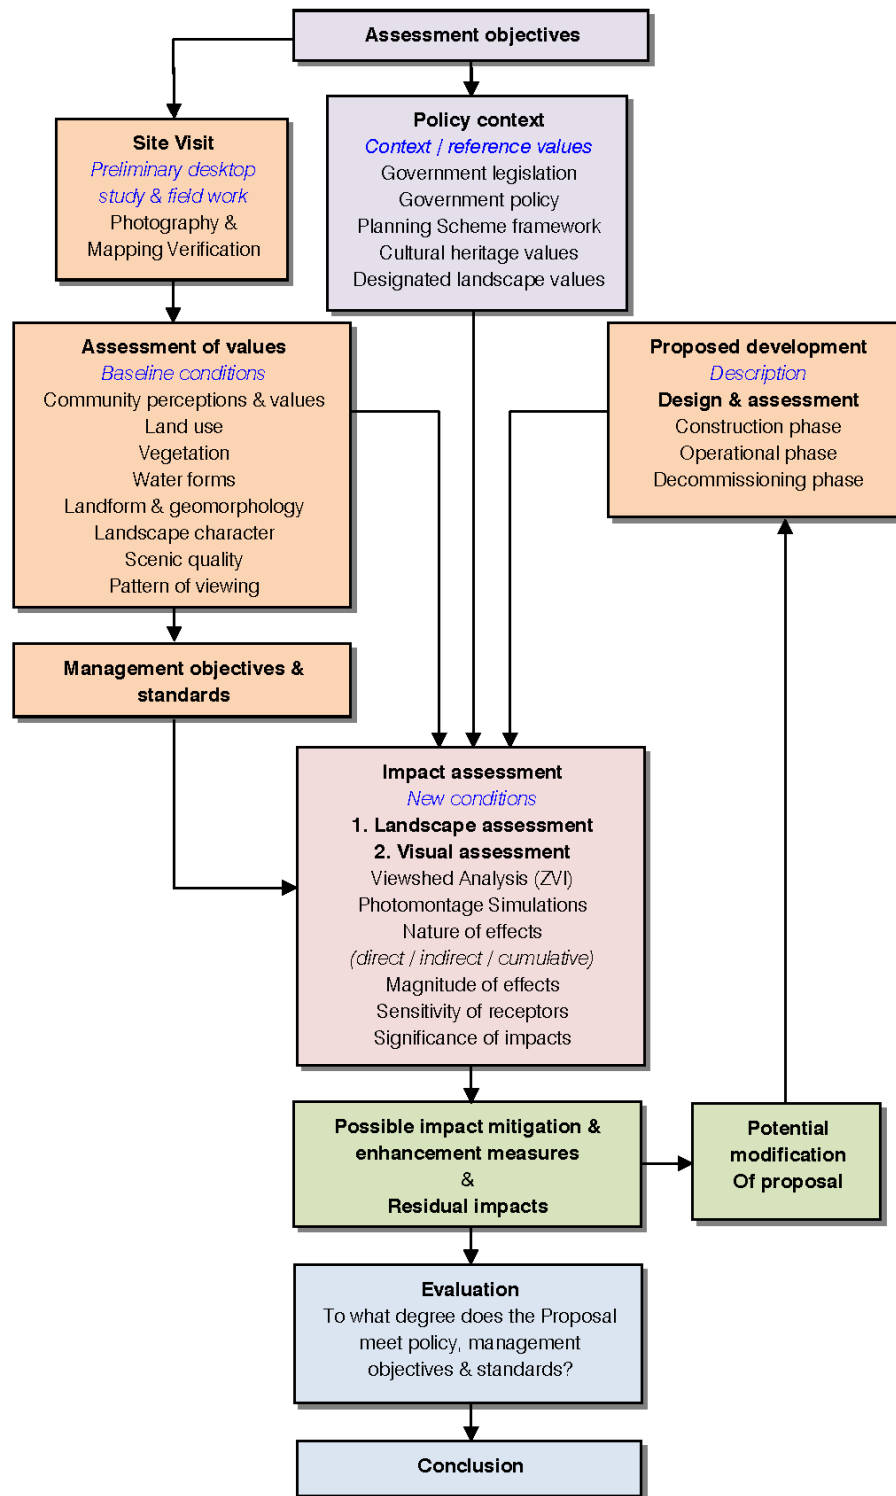 Assessment objectives
Site Visit
Preliminary desktop
study & field work
Photography &
Mapping Verification
Policy context
Context / reference values
Government legislation
Government policy
Planning Scheme framework
Cultural heritage values
Designated landscape values
Assessment of values
Baseline conditions
Community perceptions & values
Land use
Vegetation
Water forms
Landform & geomorphology
Landscape character
Scenic quality
Pattern of viewing
Proposed development
Description
Design & assessment
Construction phase
Operational phase
Decommissioning phase
Management objectives &
standards
Impact assessment
New conditions
1. Landscape assessment
2. Visual assessment
Viewshed Analysis (ZVI)
Photomontage Simulations
Nature of effects
(direct / indirect / cumulative)
Magnitude of effects
Sensitivity of receptors
Significance of impacts
Possible impact mitigation &
enhancement measures
&
Residual impacts
Potential
modification
Of proposal
Evaluation
To what degree does the Proposal
meet policy, management
objectives & standards?
Conclusion